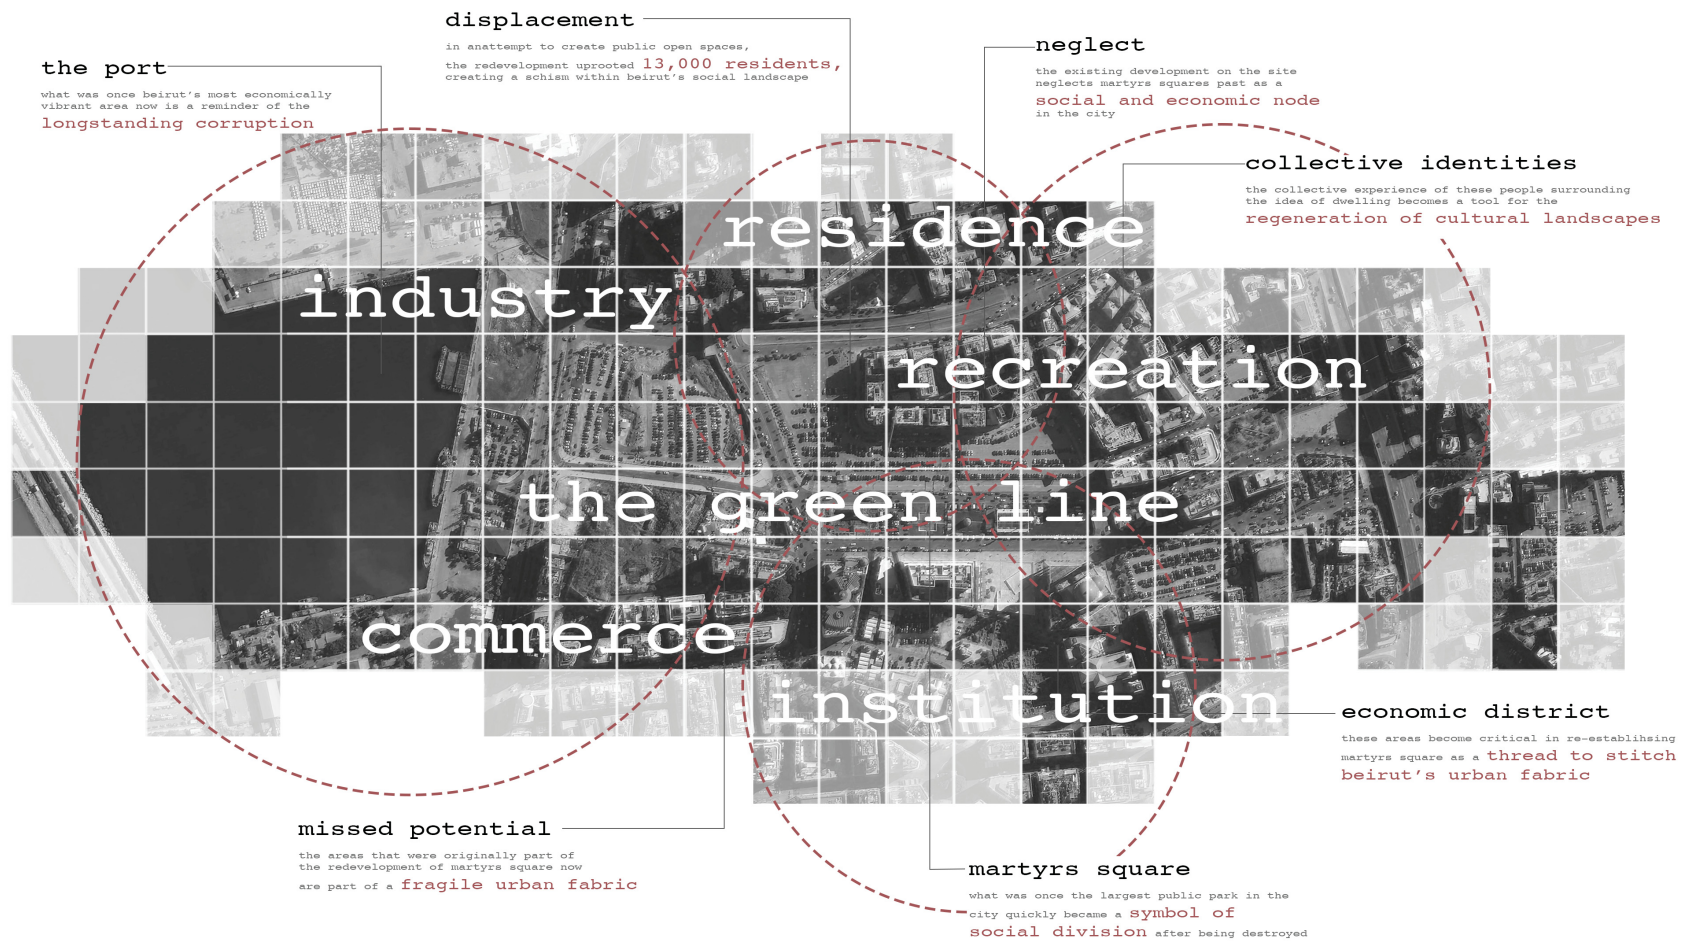 displacement
in anattempt to create public open spaces,
the redevelopment uprooted 13,000 residents,
creating a schism within beirut's social landscape
neglect
the existing development on the site
neglects martyrs squares past as a
social and economic node
in the city
the port
what was once beirut's most economically
vibrant area now is a reminder of the
longstanding corruption
collective identities
the collective experience of these people surrounding
the idea of dwelling becomes a tool for the
regeneration of cultural landscapes
residence
industry
recreation
the green line
commerce
institution
economic district
these areas become critical in re-establihsing
martyrs square as a thread to stitch
beirut's urban fabric
missed potential
the areas that were originally part of
the redevelopment of martyrs square now
are part of a fragile urban fabric
martyrs square
what was once the largest public park in the
city quickly became a symbol of
social division after being destroyed